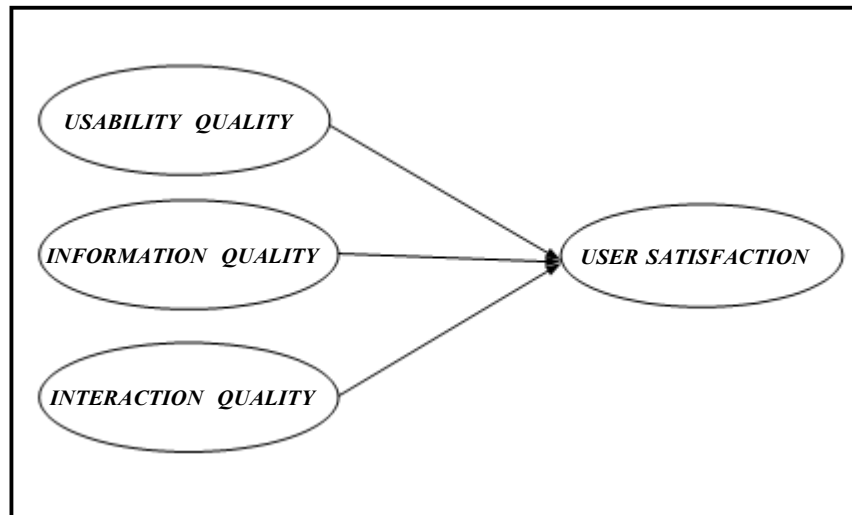 USABILITY QUALITY
INFORMATION QUALITY
USER SATISFACTION
INTERACTION QUALITY